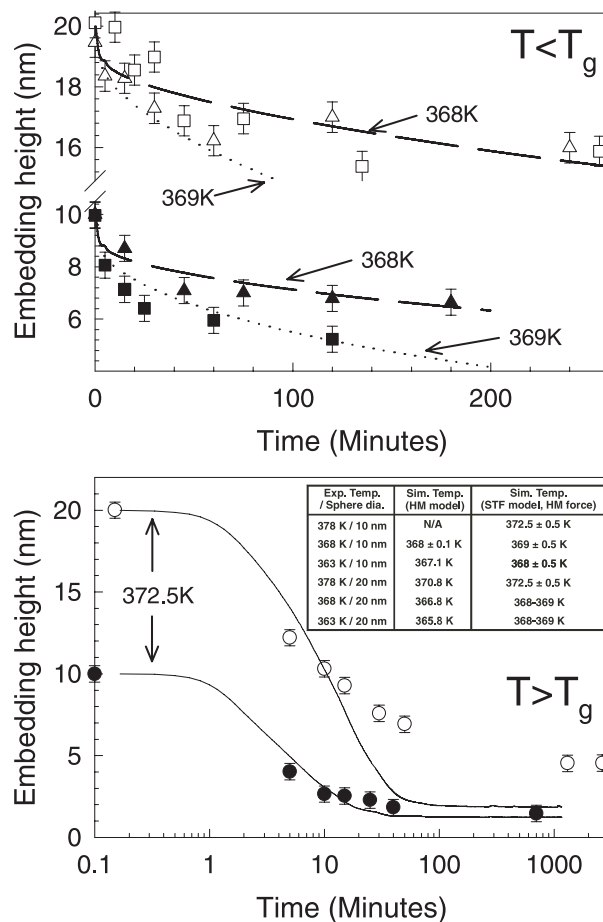 20
18
16
10
8
6
Embedding height (nm)
T<Tg
368K
369K
368K
369K
0
100
200
Time (Minutes)
20
15
10
5
0
Embedding height (nm)
372.5K
Exp. Temp. / Sphere dia. Sim. Temp. (HM model) Sim. Temp. (STF model, HM force)
378 K / 10 nm N/A 372.5 ± 0.5 K
368 K / 10 nm 368 ± 0.1 K 369 ± 0.5 K
363 K / 10 nm 367.1 K 368 ± 0.5 K
378 K / 20 nm 370.8 K 372.5 ± 0.5 K
368 K / 20 nm 366.8 K 368-369 K
363 K / 20 nm 365.8 K 368-369 K
T>Tg
0.1
1
10
100
1000
Time (Minutes)